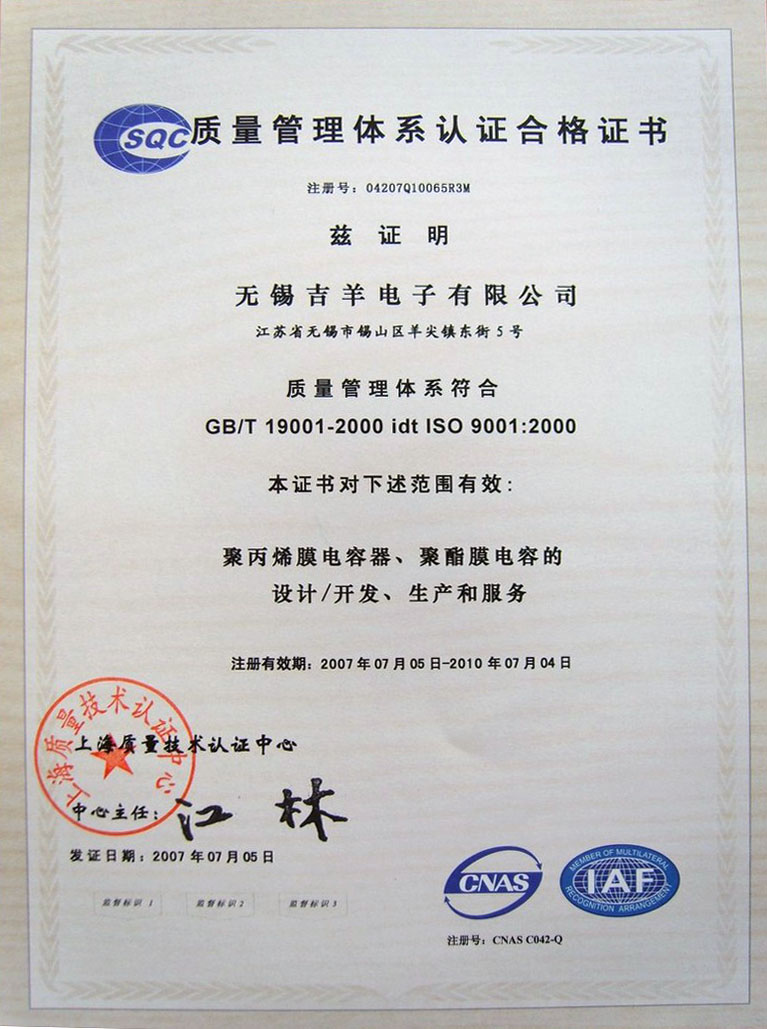 SQC 质量管理体系认证合格证书
注册号：04207Q10065R3M
兹证明
无锡吉羊电子有限公司
江苏省无锡市锡山区羊尖镇东街5号
质量管理体系符合
GB/T 19001-2000 idt ISO 9001:2000
本证书对下述范围有效：
聚丙烯膜电容器、聚酯膜电容的
设计/开发、生产和服务
注册有效期：2007年07月05日-2010年07月04日
上海质量技术认证中心
上海质量技术认证中心
中心主任：江林
发证日期：2007年07月05日
监督标识 1 监督标识 2 监督标识 3
CNAS
MEMBER OF MULTILATERAL
IAF
RECOGNITION ARRANGEMENT
注册号：CNAS C042-Q